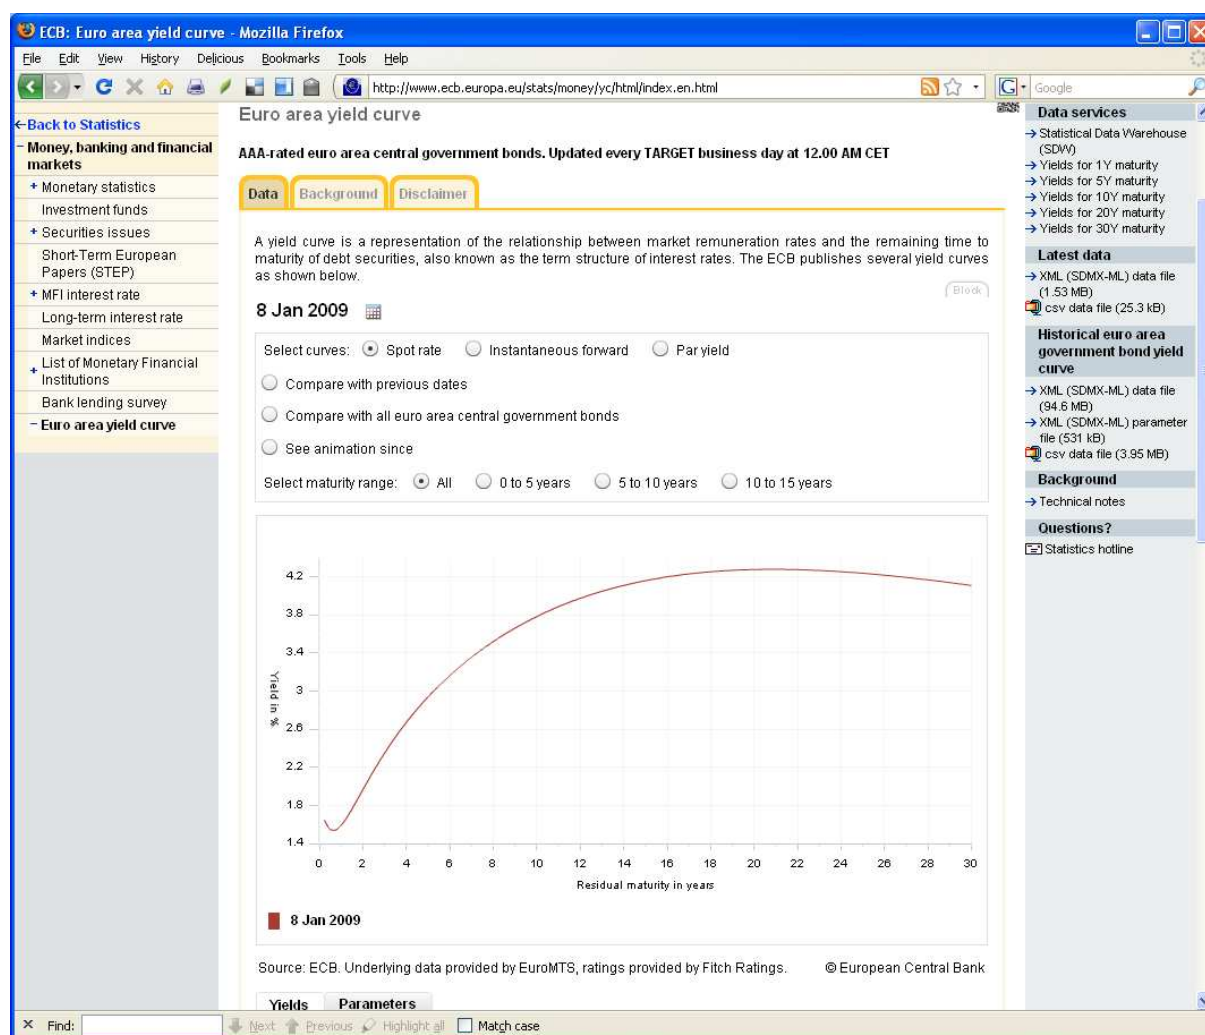 ECB: Euro area yield curve - Mozilla Firefox
File Edit View History Delicious Bookmarks Tools Help
http://www.ecb.europa.eu/stats/money/yc/html/index.en.html
G Google
Back to Statistics
Money, banking and financial
markets
+ Monetary statistics
Investment funds
+ Securities issues
Short-Term European
Papers (STEP)
+ MFI interest rate
Long-term interest rate
Market indices
+ List of Monetary Financial
Institutions
Bank lending survey
- Euro area yield curve
Euro area yield curve
AAA-rated euro area central government bonds. Updated every TARGET business day at 12.00 AM CET
Data Background Disclaimer
A yield curve is a representation of the relationship between market remuneration rates and the remaining time to
maturity of debt securities, also known as the term structure of interest rates. The ECB publishes several yield curves
as shown below.
Block
8 Jan 2009
Select curves: Spot rate Instantaneous forward Par yield
Compare with previous dates
Compare with all euro area central government bonds
See animation since
Select maturity range: All 0 to 5 years 5 to 10 years 10 to 15 years
4.2
3.8
3.4
3
2.6
2.2
1.8
1.4
Yield in %
0 2 4 6 8 10 12 14 16 18 20 22 24 26 28 30
Residual maturity in years
8 Jan 2009
Source: ECB. Underlying data provided by EuroMTS, ratings provided by Fitch Ratings. © European Central Bank
Yields Parameters
Data services
Statistical Data Warehouse
(SDW)
Yields for 1Y maturity
Yields for 5Y maturity
Yields for 10Y maturity
Yields for 20Y maturity
Yields for 30Y maturity
Latest data
XML (SDMX-ML) data file
(1.53 MB)
csv data file (25.3 kB)
Historical euro area
government bond yield
curve
XML (SDMX-ML) data file
(94.6 MB)
XML (SDMX-ML) parameter
file (531 kB)
csv data file (3.95 MB)
Background
Technical notes
Questions?
Statistics hotline
Find: Next Previous Highlight all Match case